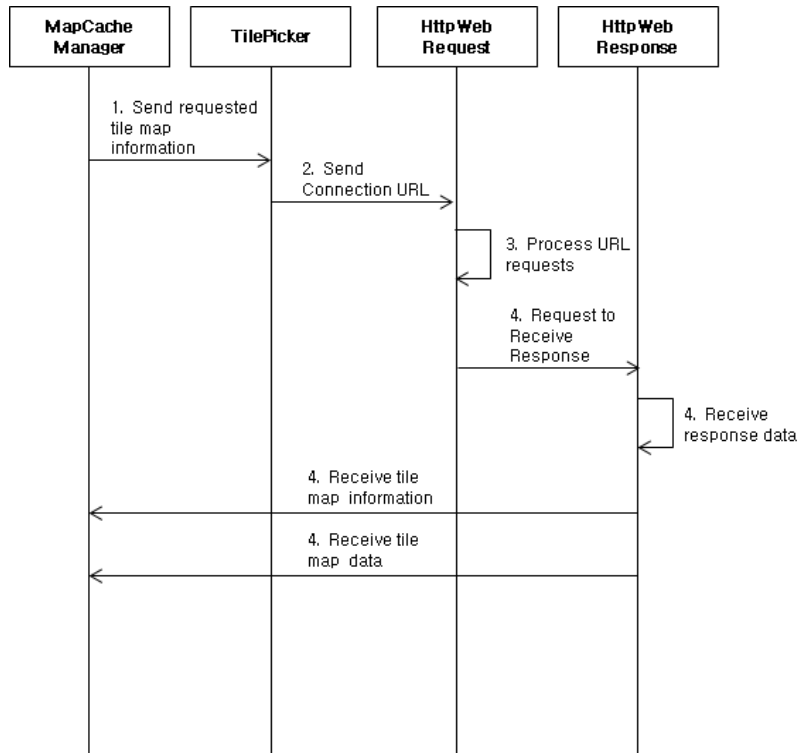 MapCache
Manager
TilePicker
HttpWeb
Request
HttpWeb
Response
1. Send requested
tile map
information
2. Send
Connection URL
3. Process URL
requests
4. Request to
Receive
Response
4. Receive
response data
4. Receive tile
map information
4. Receive tile
map data